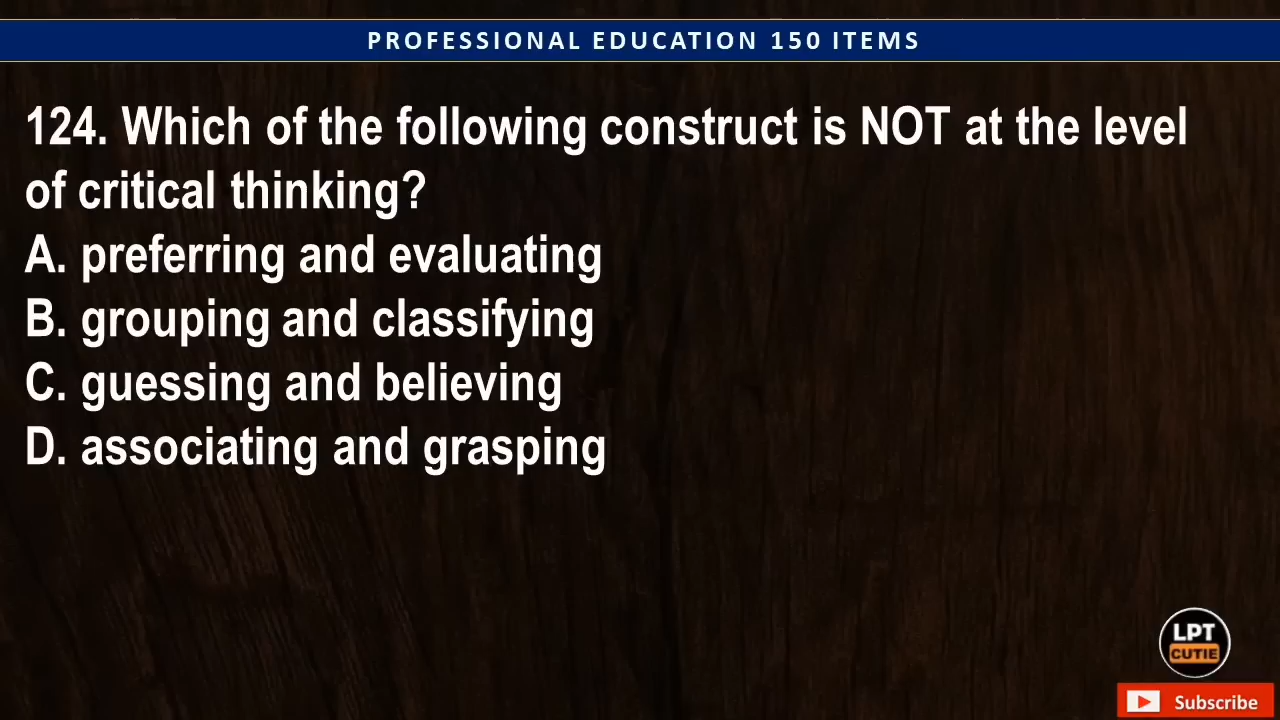 PROFESSIONAL EDUCATION 150 ITEMS
124. Which of the following construct is NOT at the level
of critical thinking?
A. preferring and evaluating
B. grouping and classifying
C. guessing and believing
D. associating and grasping
LPT
CUTIE
Subscribe